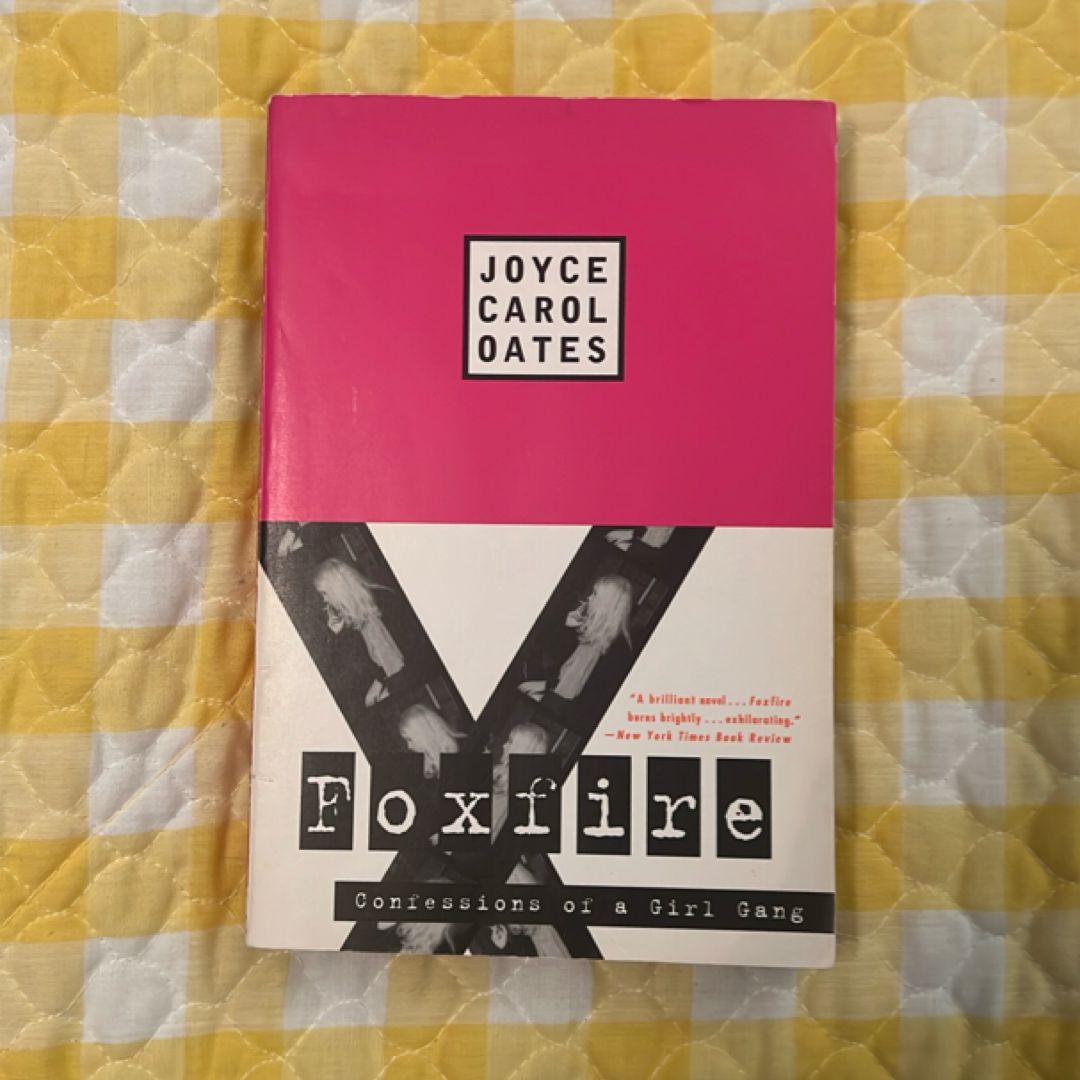 JOYCE
CAROL
OATES
"A brilliant novel...Foxfire
burns brightly...exhilarating."
—New York Times Book Review
Foxfire
Confessions of a Girl Gang